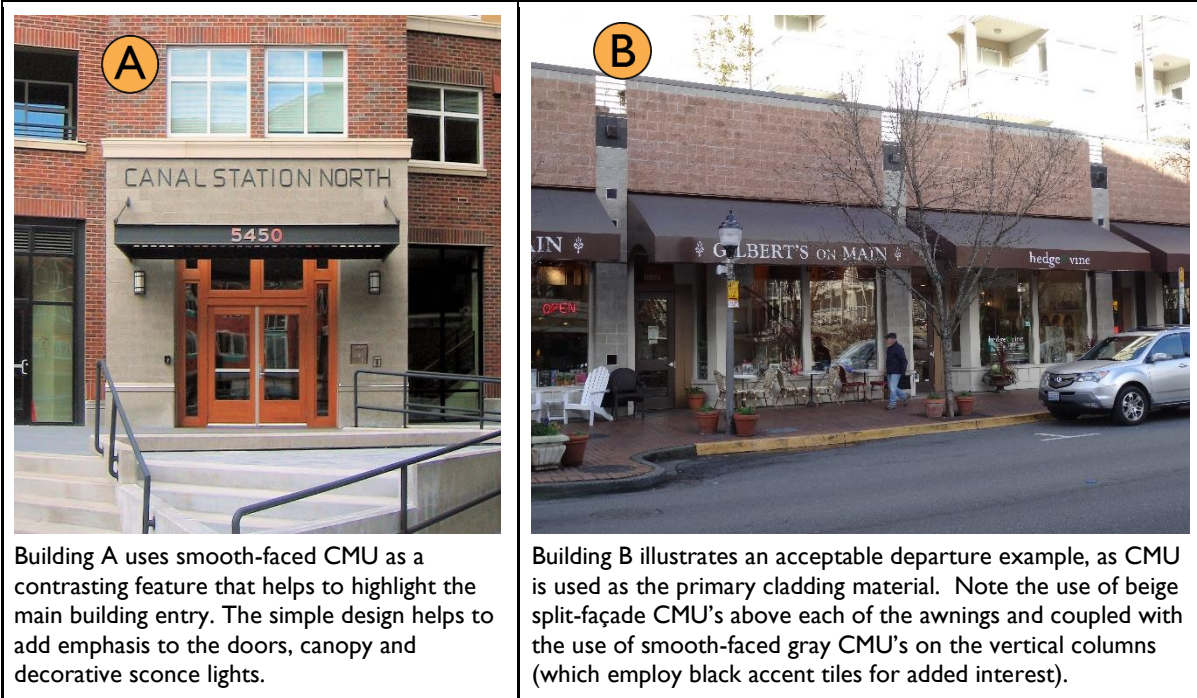 A
CANAL STATION NORTH
5450
Building A uses smooth-faced CMU as a
contrasting feature that helps to highlight the
main building entry. The simple design helps to
add emphasis to the doors, canopy and
decorative sconce lights.
B
AIN
GILBERT'S ON MAIN
hedge vine
OPEN
hedge vine
Building B illustrates an acceptable departure example, as CMU
is used as the primary cladding material. Note the use of beige
split-façade CMU's above each of the awnings and coupled with
the use of smooth-faced gray CMU's on the vertical columns
(which employ black accent tiles for added interest).